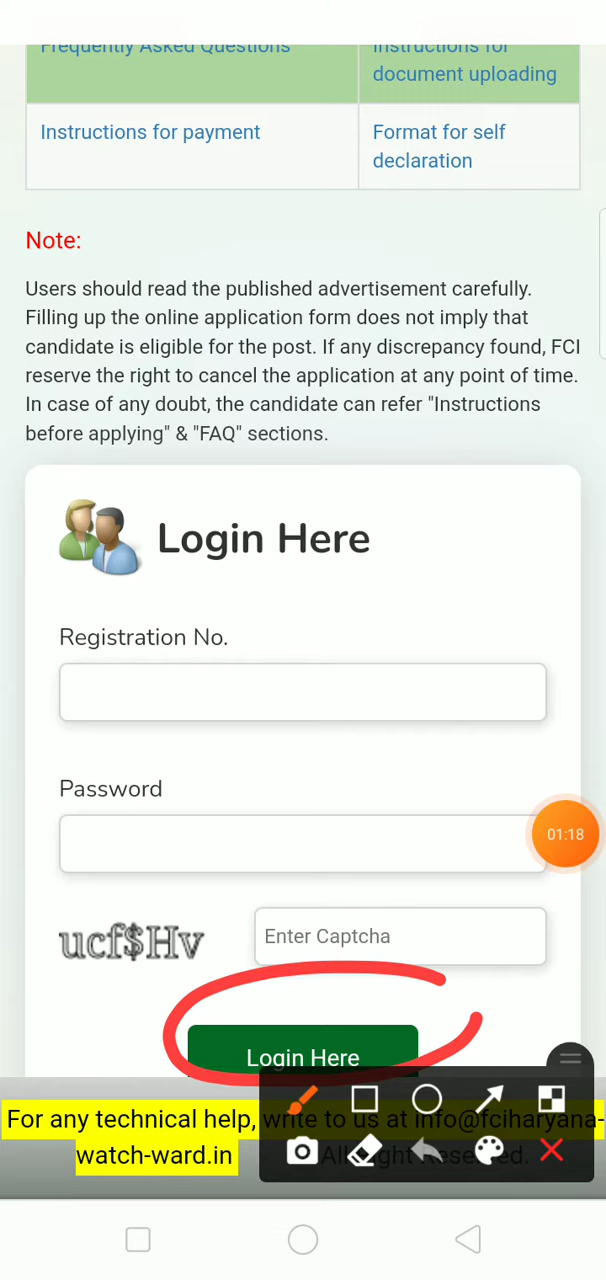 Frequently Asked Questions
Instructions for
document uploading
Instructions for payment
Format for self
declaration
Note:
Users should read the published advertisement carefully.
Filling up the online application form does not imply that
candidate is eligible for the post. If any discrepancy found, FCI
reserve the right to cancel the application at any point of time.
In case of any doubt, the candidate can refer "Instructions
before applying" & "FAQ" sections.
Login Here
Registration No.
Password
01:18
ucf$Hv
Enter Captcha
Login Here
For any technical help, write to us at info@fciharyana-
watch-ward.in
All Right Reserved.